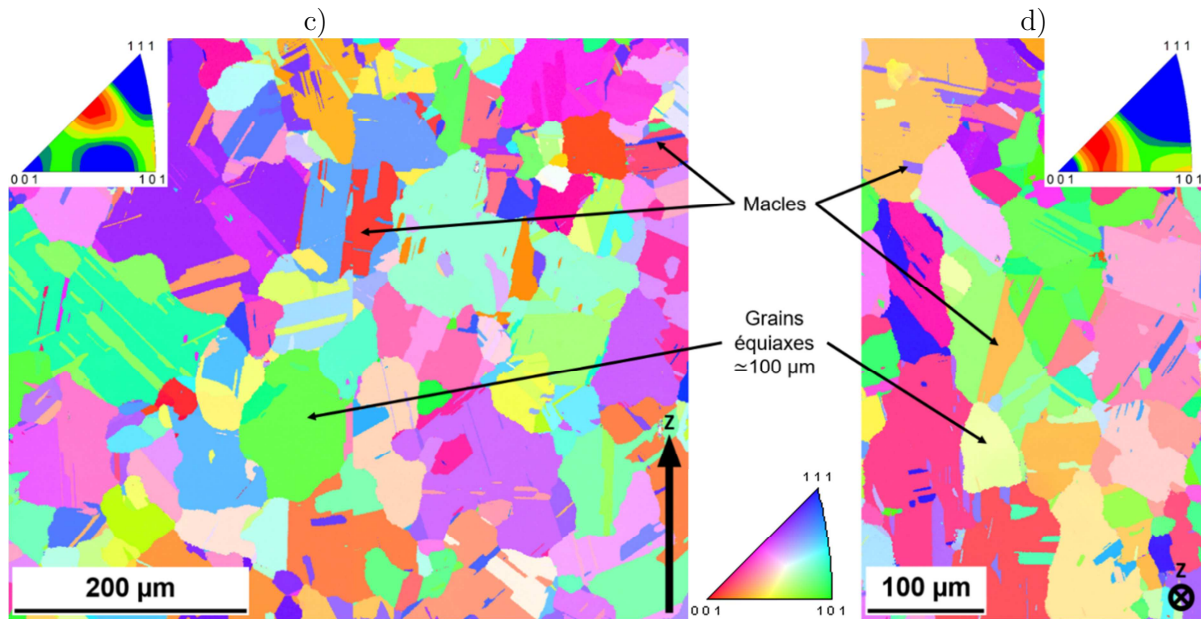 c)
d)
1 1 1
0 0 1
1 0 1
1 1 1
0 0 1
1 0 1
Macles
Grains
équiaxes
≃100 µm
Z
1 1 1
0 0 1
1 0 1
200 µm
100 µm
Z